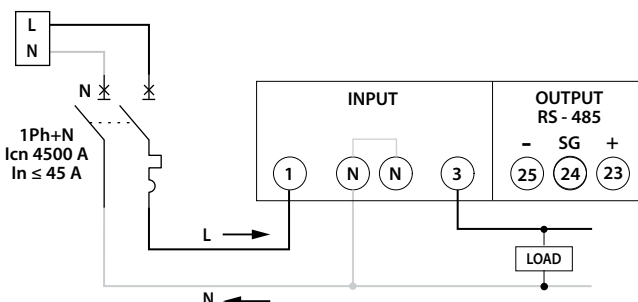 L
N
N
1Ph+N
Icn 4500 A
In ≤ 45 A
INPUT
1 N N 3
OUTPUT
RS - 485
- SG +
25 24 23
L
LOAD
N